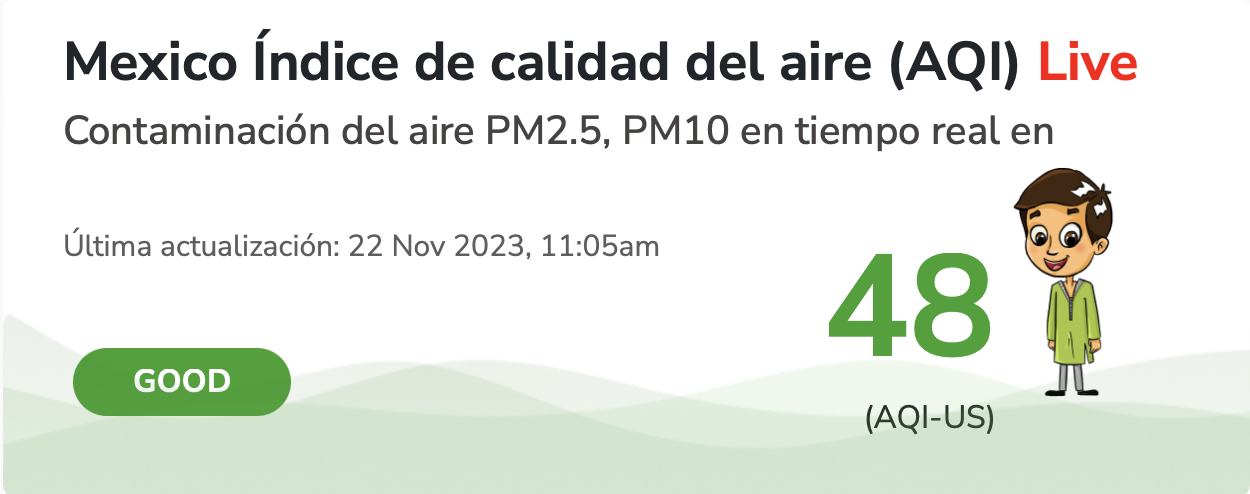 Mexico Índice de calidad del aire (AQI) Live
Contaminación del aire PM2.5, PM10 en tiempo real en
Última actualización: 22 Nov 2023, 11:05am
48
GOOD
(AQI-US)